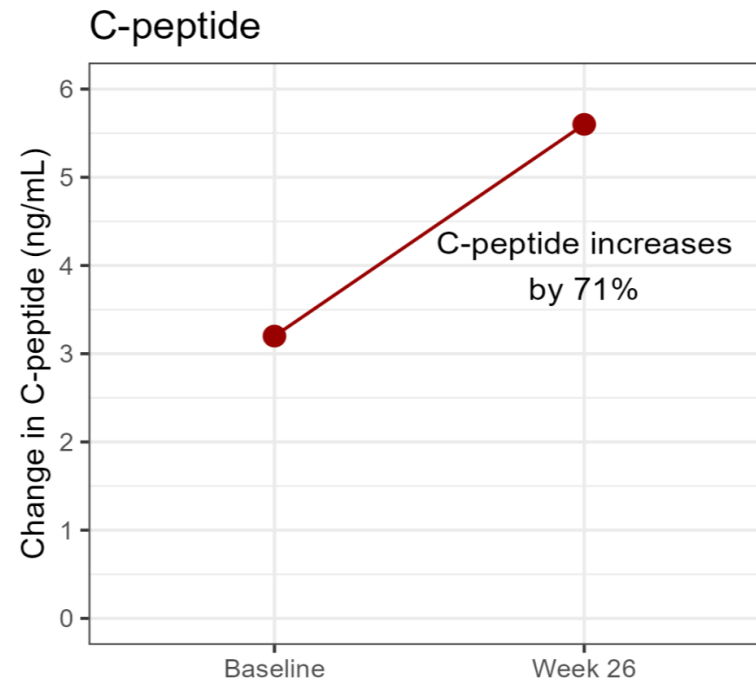 C-peptide
Change in C-peptide (ng/mL)
6
5
4
3
2
1
0
C-peptide increases
by 71%
Baseline
Week 26